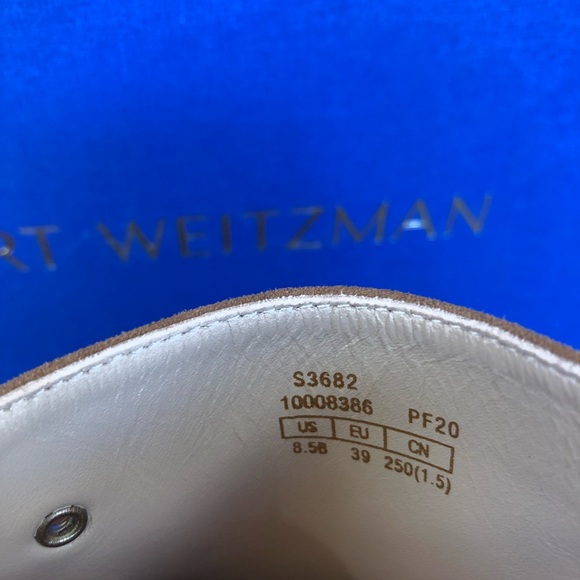 RT WEITZMAN
S3682
10008386 PF20
US EU CN
8.5B 39 250(1.5)